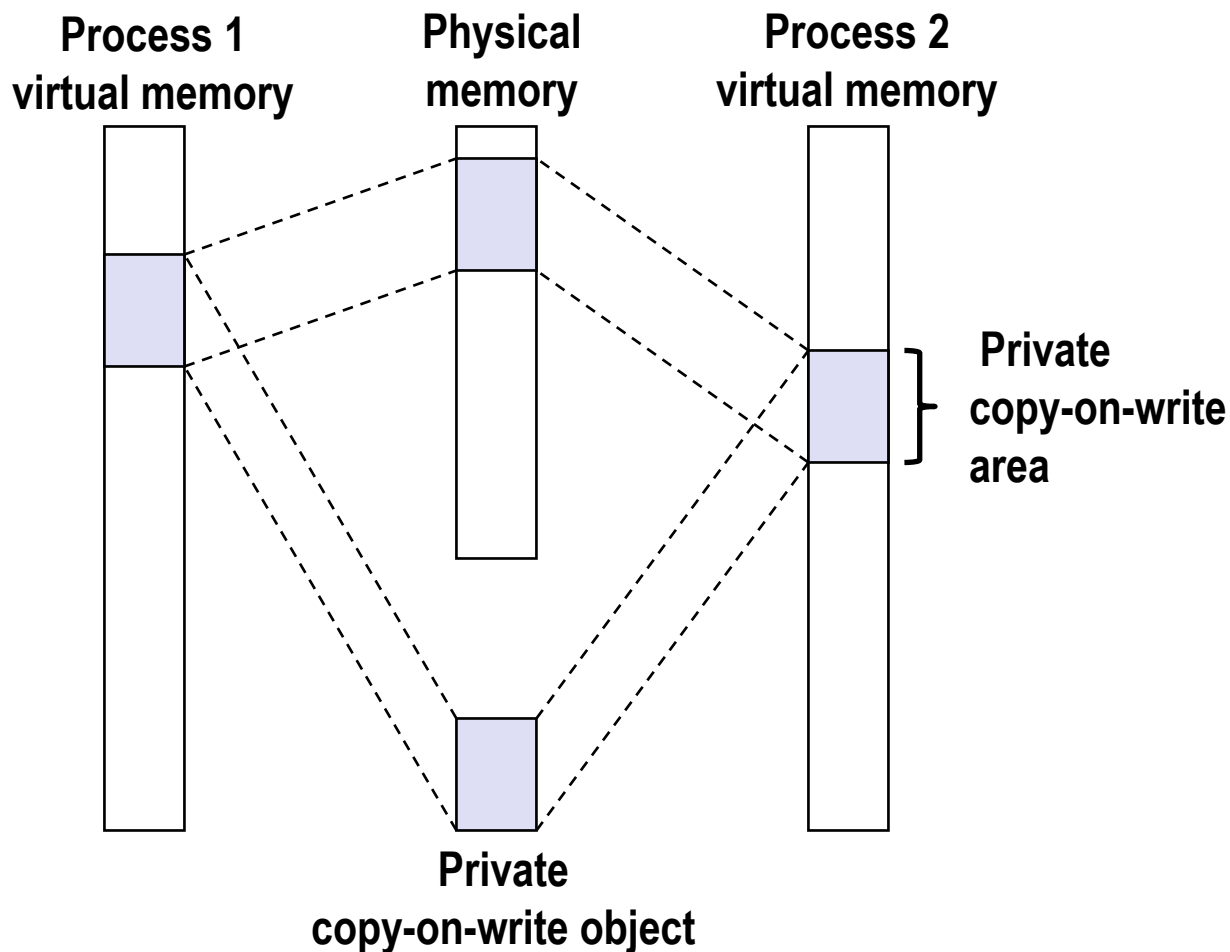 Process 1
virtual memory
Physical
memory
Process 2
virtual memory
Private
copy-on-write
area
Private
copy-on-write object